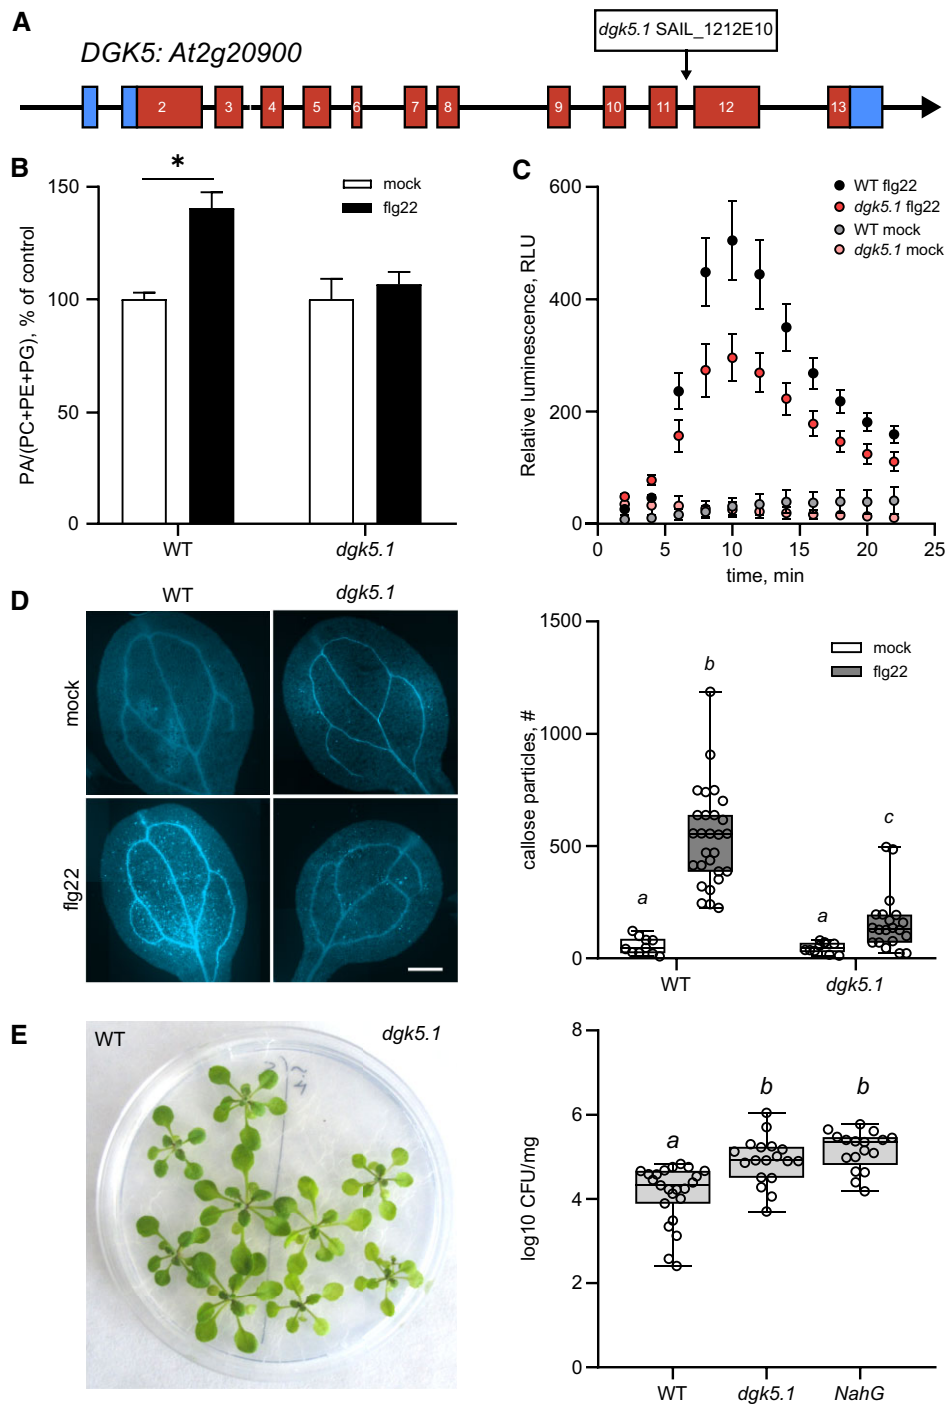 A
dgk5.1 SAIL_1212E10
DGK5: At2g20900
2 3 4 5 6 7 8 9 10 11 12 13
B
*
mock
flg22
150
100
50
0
PA/(PC+PE+PG), % of control
WT dgk5.1
C
WT flg22
dgk5.1 flg22
WT mock
dgk5.1 mock
600
400
200
0
Relative luminescence, RLU
0 5 10 15 20 25
time, min
D
WT dgk5.1
mock
flg22
1500
1000
500
0
callose particles, #
mock
flg22
a b a c
WT dgk5.1
E
WT dgk5.1
8
6
4
2
0
log10 CFU/mg
a b b
WT dgk5.1 NahG